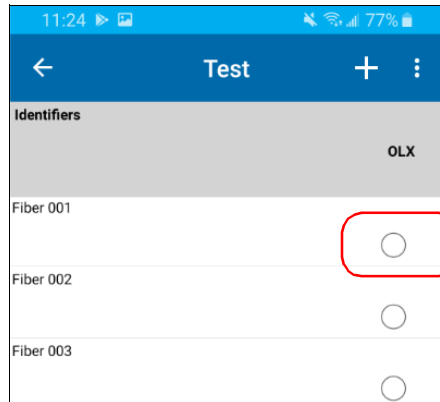 11:24 77%
Test
Identifiers
OLX
Fiber 001
Fiber 002
Fiber 003